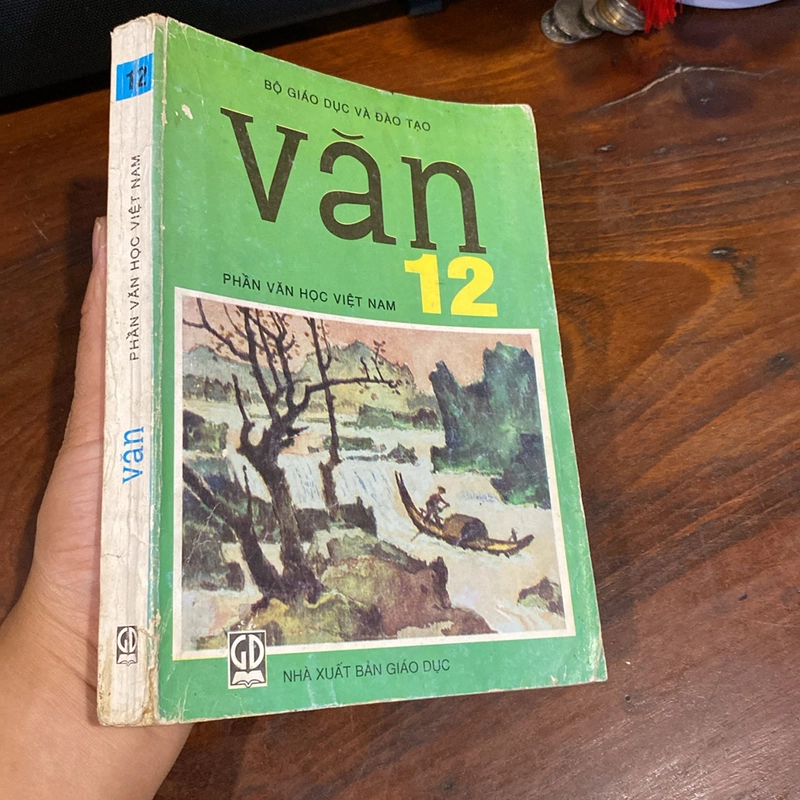 BỘ GIÁO DỤC VÀ ĐÀO TẠO
Văn
12
PHẦN VĂN HỌC VIỆT NAM
GD
NHÀ XUẤT BẢN GIÁO DỤC
12
PHẦN VĂN HỌC VIỆT NAM
Văn
GD